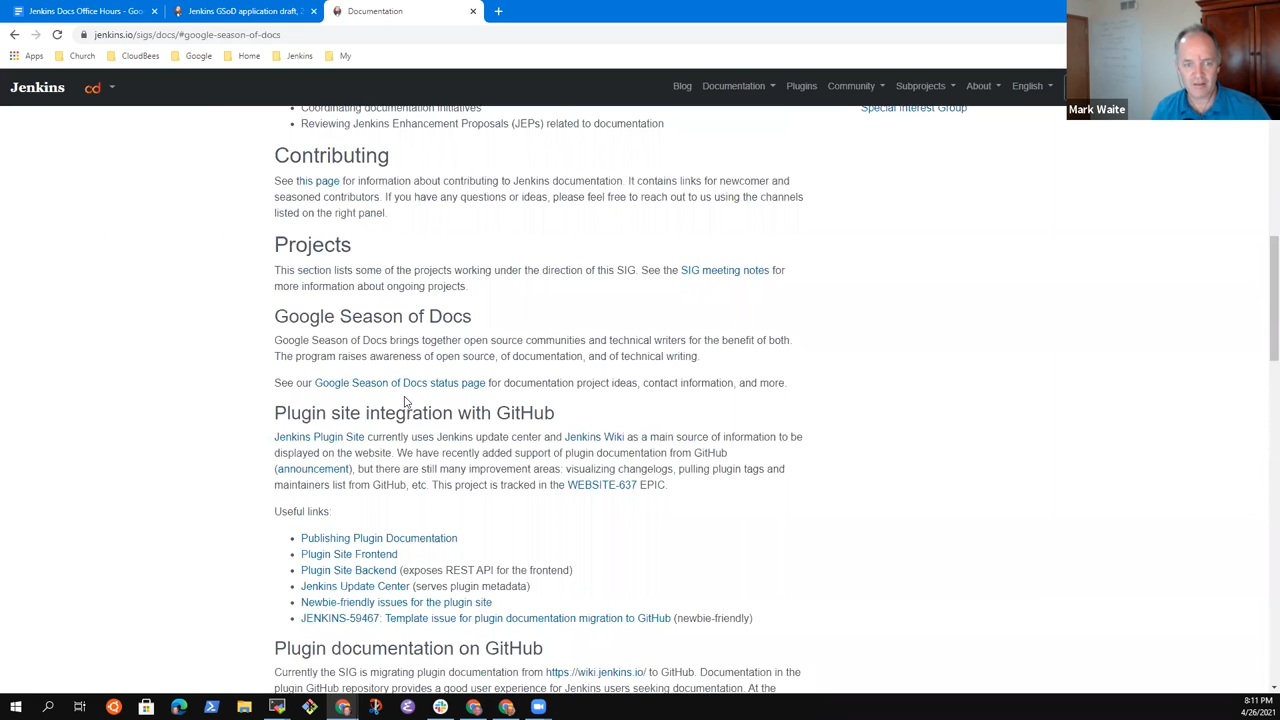 Jenkins Docs Office Hours - Goo
Jenkins GSoD application draft, 2
Documentation
jenkins.io/sigs/docs/#google-season-of-docs
Apps Church CloudBees Google Home Jenkins My
Jenkins cd Blog Documentation Plugins Community Subprojects About English
Mark Waite
Coordinating documentation initiatives
Special Interest Group
Reviewing Jenkins Enhancement Proposals (JEPs) related to documentation
Contributing
See this page for information about contributing to Jenkins documentation. It contains links for newcomer and
seasoned contributors. If you have any questions or ideas, please feel free to reach out to us using the channels
listed on the right panel.
Projects
This section lists some of the projects working under the direction of this SIG. See the SIG meeting notes for
more information about ongoing projects.
Google Season of Docs
Google Season of Docs brings together open source communities and technical writers for the benefit of both.
The program raises awareness of open source, of documentation, and of technical writing.
See our Google Season of Docs status page for documentation project ideas, contact information, and more.
Plugin site integration with GitHub
Jenkins Plugin Site currently uses Jenkins update center and Jenkins Wiki as a main source of information to be
displayed on the website. We have recently added support of plugin documentation from GitHub
(announcement), but there are still many improvement areas: visualizing changelogs, pulling plugin tags and
maintainers list from GitHub, etc. This project is tracked in the WEBSITE-637 EPIC.
Useful links:
Publishing Plugin Documentation
Plugin Site Frontend
Plugin Site Backend (exposes REST API for the frontend)
Jenkins Update Center (serves plugin metadata)
Newbie-friendly issues for the plugin site
JENKINS-59467: Template issue for plugin documentation migration to GitHub (newbie-friendly)
Plugin documentation on GitHub
Currently the SIG is migrating plugin documentation from https://wiki.jenkins.io/ to GitHub. Documentation in the
plugin GitHub repository provides a good user experience for Jenkins users seeking documentation. At the
8:11 PM
4/26/2021